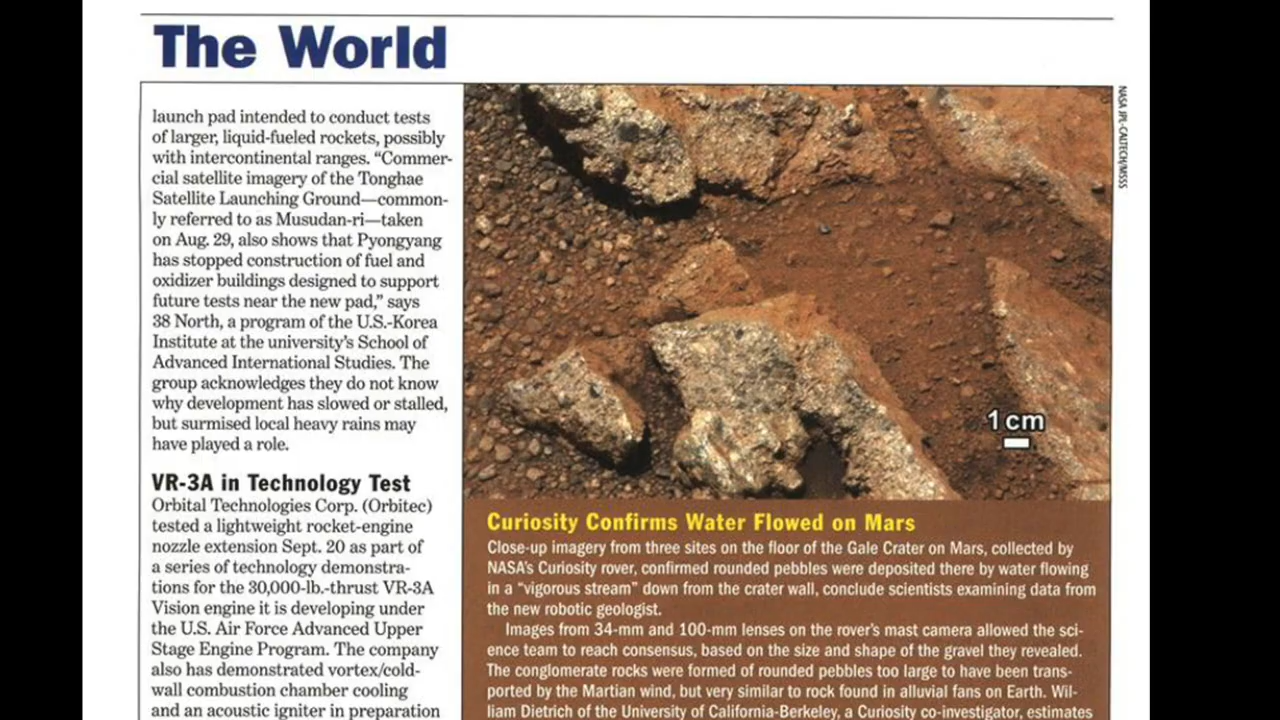 The World
launch pad intended to conduct tests
of larger, liquid-fueled rockets, possibly
with intercontinental ranges. “Commer-
cial satellite imagery of the Tonghae
Satellite Launching Ground—common-
ly referred to as Musudan-ri—taken
on Aug. 29, also shows that Pyongyang
has stopped construction of fuel and
oxidizer buildings designed to support
future tests near the new pad,” says
38 North, a program of the U.S.-Korea
Institute at the university’s School of
Advanced International Studies. The
group acknowledges they do not know
why development has slowed or stalled,
but surmised local heavy rains may
have played a role.
VR-3A in Technology Test
Orbital Technologies Corp. (Orbitec)
tested a lightweight rocket-engine
nozzle extension Sept. 20 as part of
a series of technology demonstra-
tions for the 30,000-lb.-thrust VR-3A
Vision engine it is developing under
the U.S. Air Force Advanced Upper
Stage Engine Program. The company
also has demonstrated vortex/cold-
wall combustion chamber cooling
and an acoustic igniter in preparation
NASA JPL-CALTECH/MSSS
1 cm
Curiosity Confirms Water Flowed on Mars
Close-up imagery from three sites on the floor of the Gale Crater on Mars, collected by
NASA’s Curiosity rover, confirmed rounded pebbles were deposited there by water flowing
in a “vigorous stream” down from the crater wall, conclude scientists examining data from
the new robotic geologist.
Images from 34-mm and 100-mm lenses on the rover’s mast camera allowed the sci-
ence team to reach consensus, based on the size and shape of the gravel they revealed.
The conglomerate rocks were formed of rounded pebbles too large to have been trans-
ported by the Martian wind, but very similar to rock found in alluvial fans on Earth. Wil-
liam Dietrich of the University of California-Berkeley, a Curiosity co-investigator, estimates